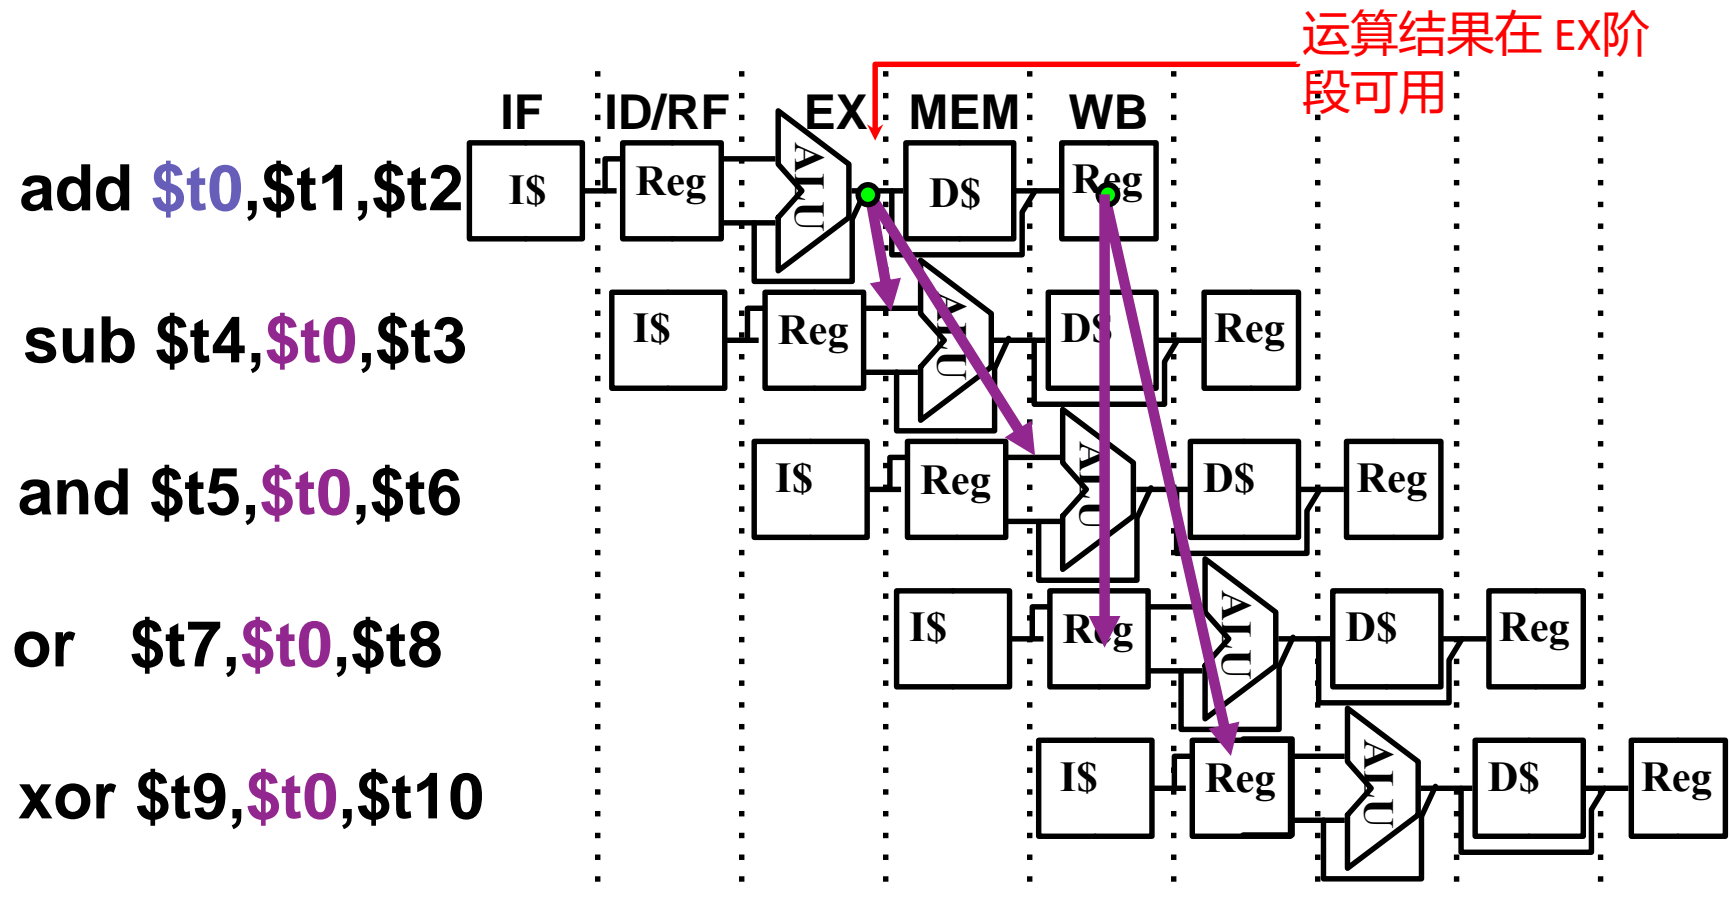 运算结果在 EX阶
段可用
IF ID/RF EX MEM WB
add $t0,$t1,$t2 I$ Reg ALU D$ Reg
sub $t4,$t0,$t3 I$ Reg ALU D$ Reg
and $t5,$t0,$t6 I$ Reg ALU D$ Reg
or $t7,$t0,$t8 I$ Reg ALU D$ Reg
xor $t9,$t0,$t10 I$ Reg ALU D$ Reg